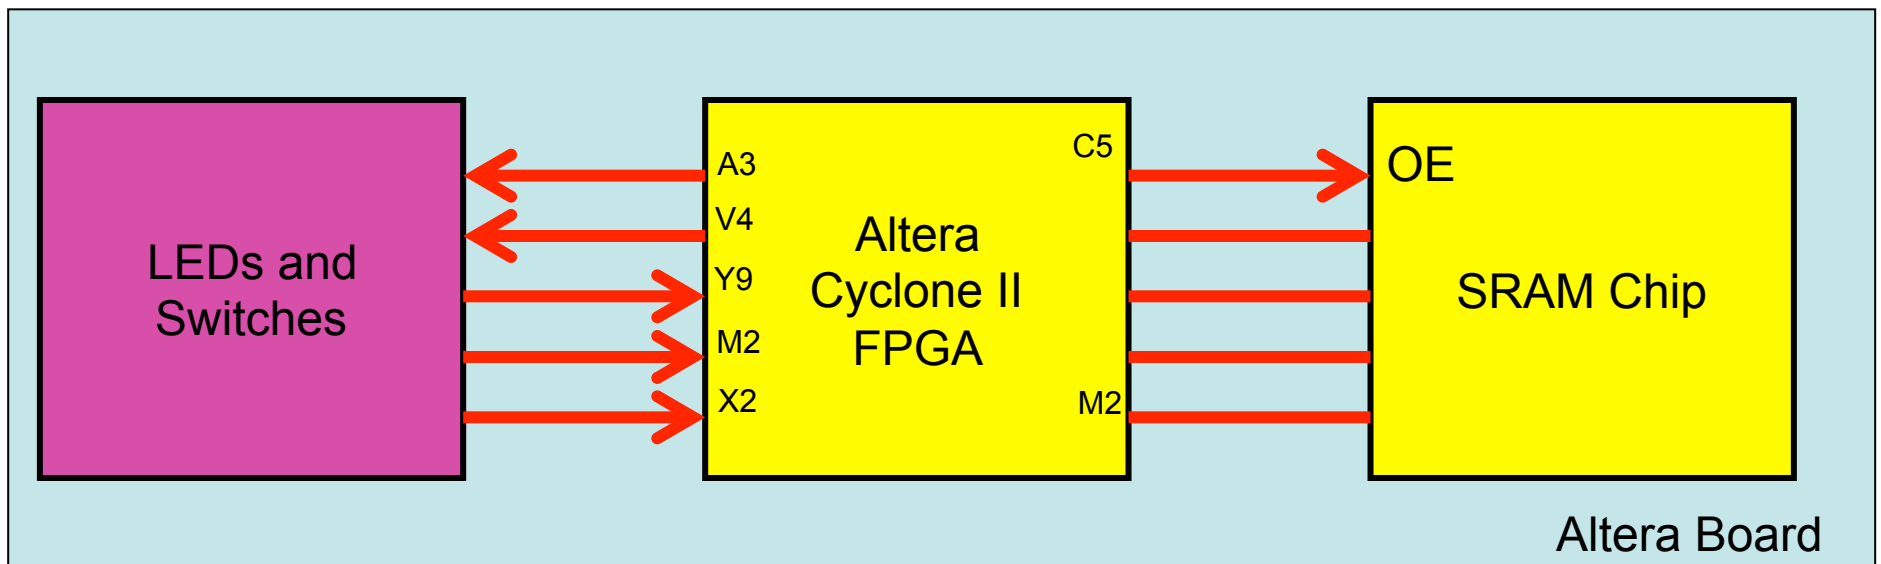 LEDs and
Switches
A3
V4
Y9
M2
X2
Altera
Cyclone II
FPGA
C5
M2
OE
SRAM Chip
Altera Board